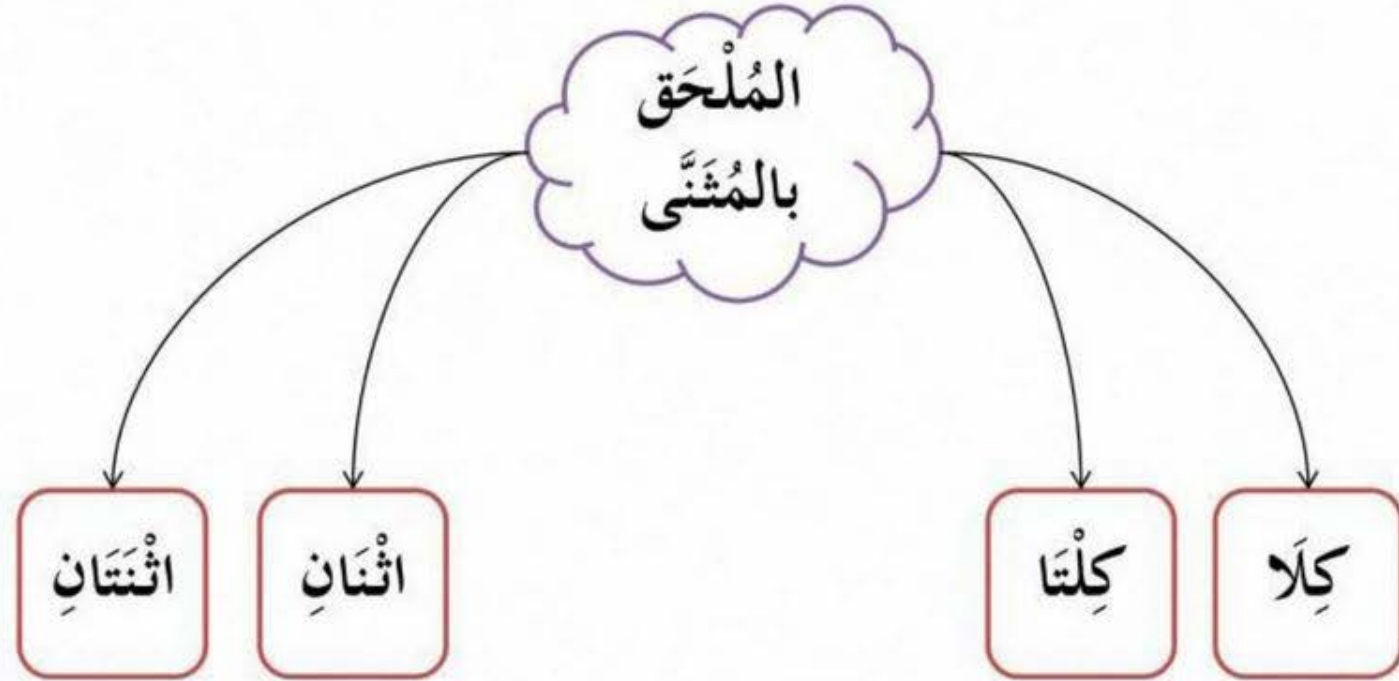 المُلْحَق
بالمُثَنَّى
كِلَا
كِلْتَا
اثْنَانِ
اثْنَتَانِ